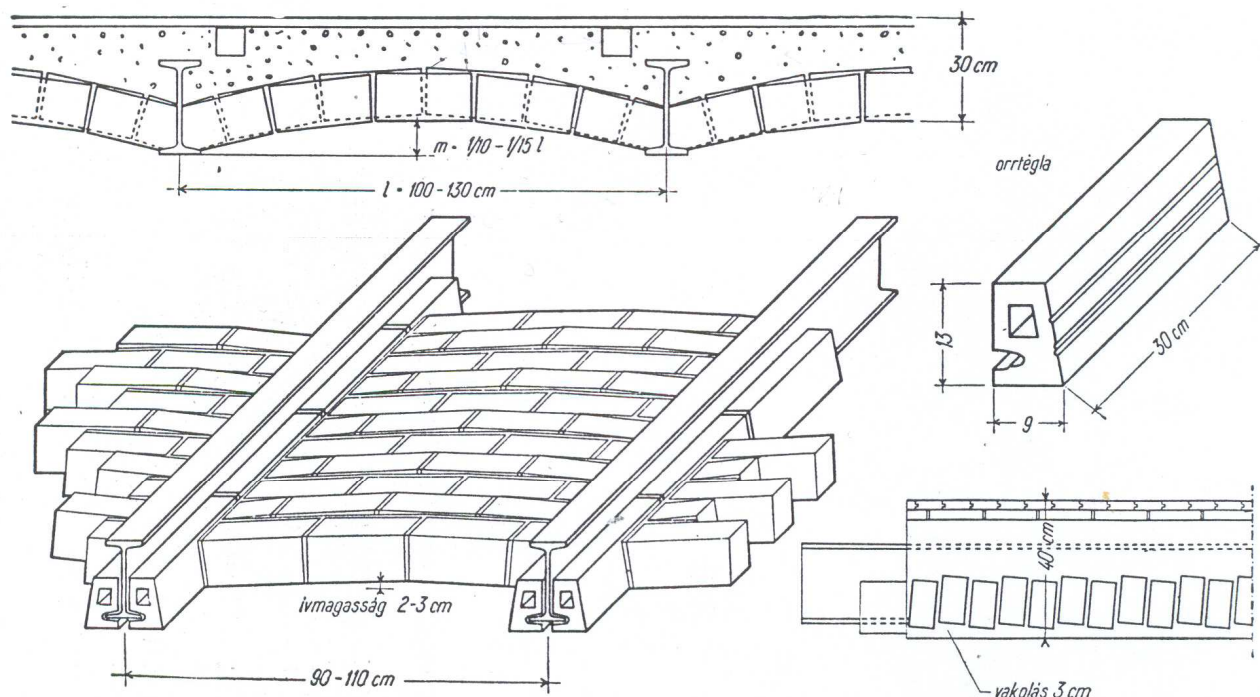 30 cm
m - 1/10 - 1/15 l
l - 100 - 130 cm
orrtégla
13
9
30 cm
ívmagasság 2-3 cm
90 - 110 cm
40 cm
vakolás 3 cm